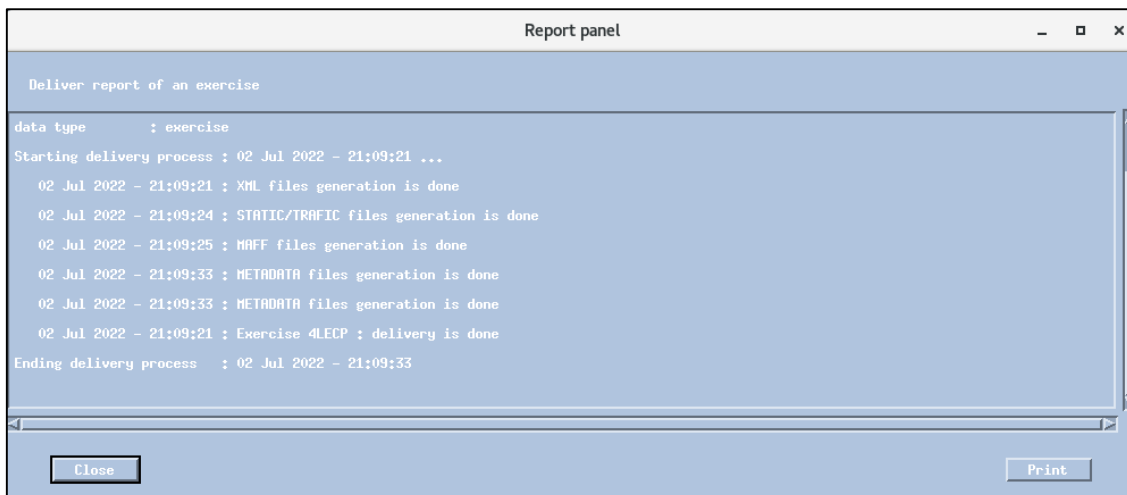 Report panel
Deliver report of an exercise
data type : exercise
Starting delivery process : 02 Jul 2022 - 21:09:21 ...
02 Jul 2022 - 21:09:21 : XML files generation is done
02 Jul 2022 - 21:09:24 : STATIC/TRAFIC files generation is done
02 Jul 2022 - 21:09:25 : MAFF files generation is done
02 Jul 2022 - 21:09:33 : METADATA files generation is done
02 Jul 2022 - 21:09:33 : METADATA files generation is done
02 Jul 2022 - 21:09:21 : Exercise 4LECP : delivery is done
Ending delivery process : 02 Jul 2022 - 21:09:33
Close Print